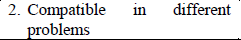 2. Compatible in different
problems